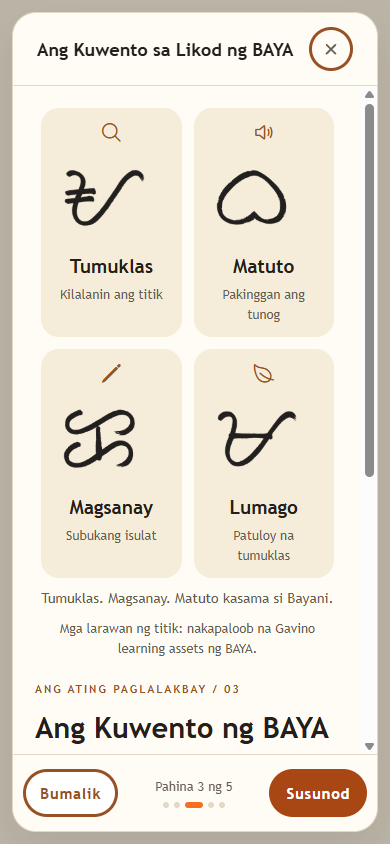 Ang Kuwento sa Likod ng BAYA
ᜌ
Tumuklas
Kilalanin ang titik
ᜊ
Matuto
Pakinggan ang
tunog
ᜃ
Magsanay
Subukang isulat
ᜋ
Lumago
Patuloy na
tumuklas
Tumuklas. Magsanay. Matuto kasama si Bayani.
Mga larawan ng titik: nakapaloob na Gavino
learning assets ng BAYA.
ANG ATING PAGLALAKBAY / 03
Ang Kuwento ng BAYA
Bumalik
Pahina 3 ng 5
Susunod